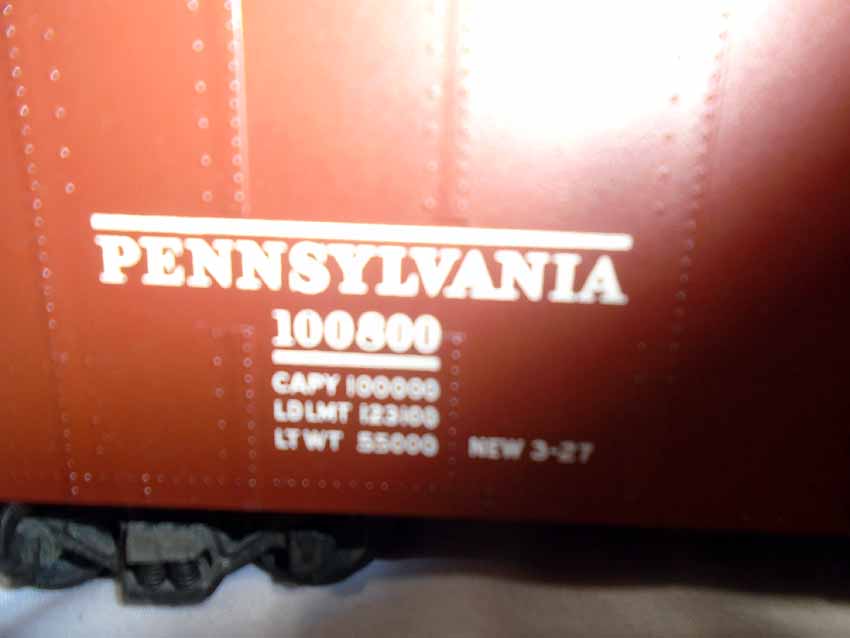 PENNSYLVANIA
100800
CAPY 100000
LD LMT 123100
LT WT 55000 NEW 3-27